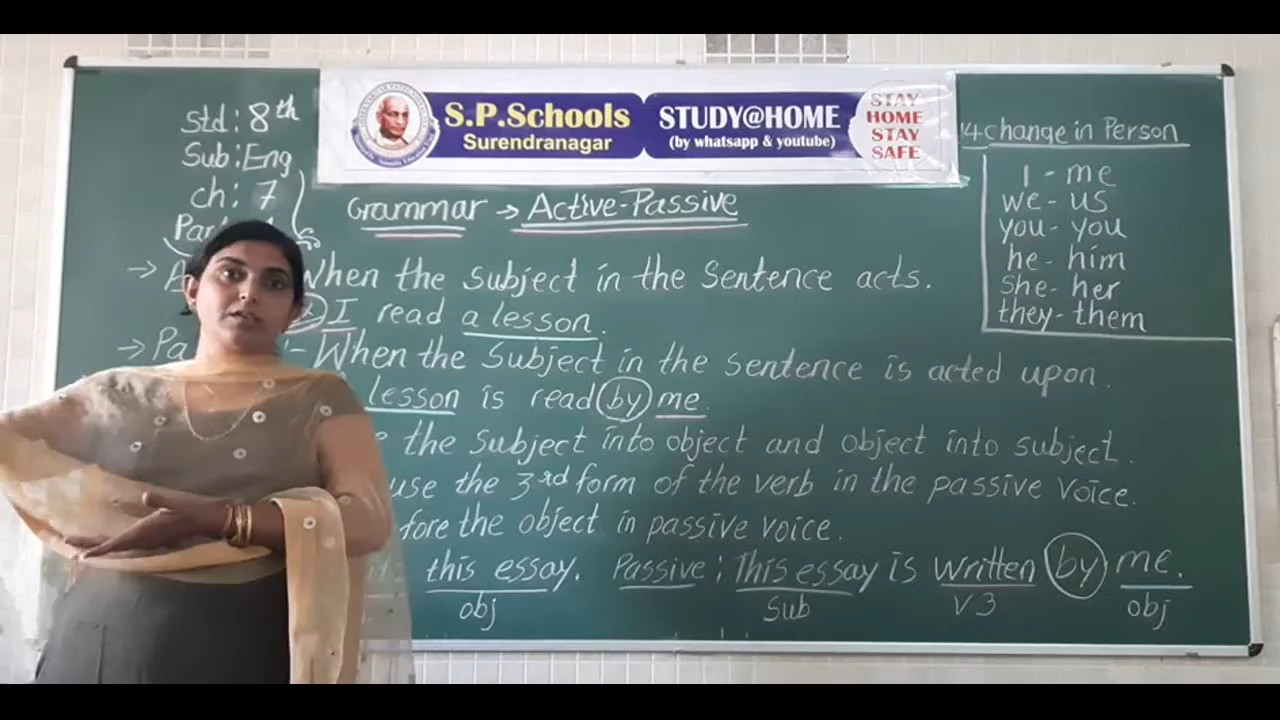 Std: 8th
Sub: Eng
ch: 7
S.P.Schools
Surendranagar
STUDY@HOME
(by whatsapp & youtube)
STAY
HOME
STAY
SAFE
Grammar → Active-Passive
→ When the subject in the sentence acts.
I read a lesson.
→ Pa - When the subject in the sentence is acted upon.
lesson is read by me.
the subject into object and object into subject.
use the 3rd form of the verb in the passive voice.
fore the object in passive voice.
this essay. Passive: This essay is written by me.
obj Sub V3 obj
4 change in Person
I - me
we - us
you - you
he - him
she - her
they - them